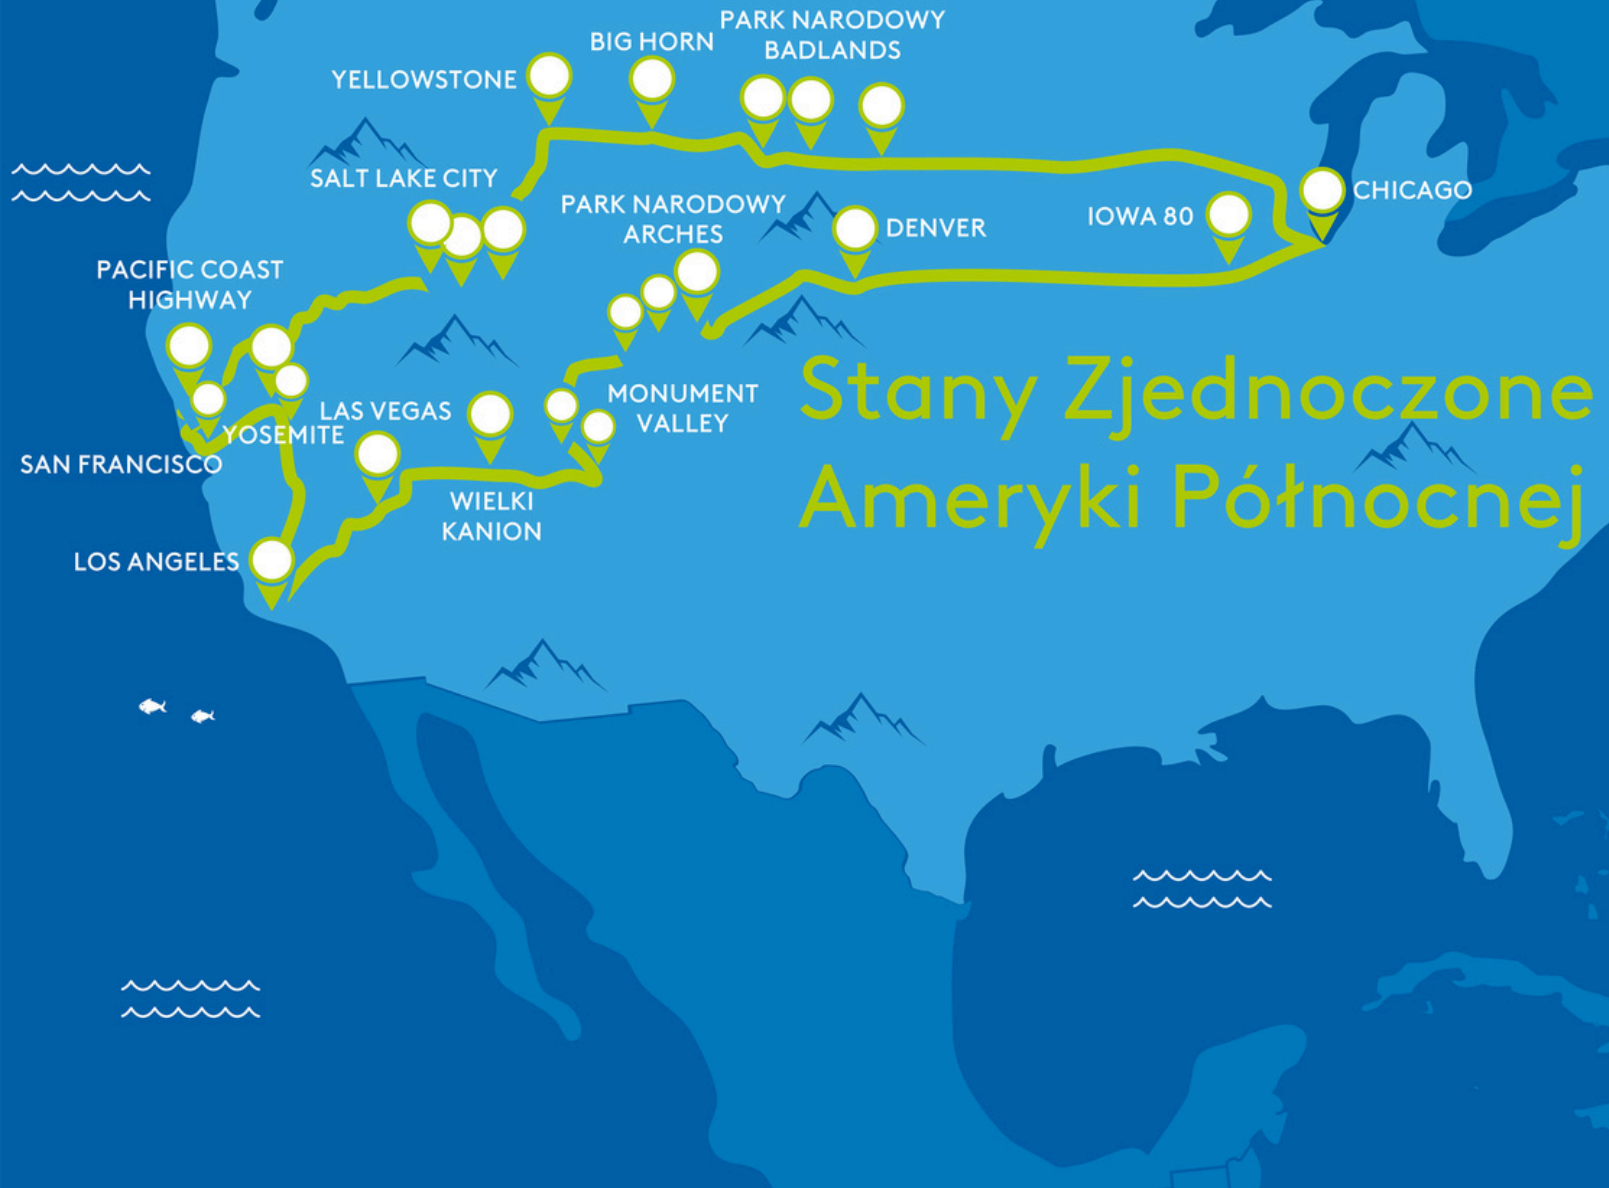 PARK NARODOWY
BADLANDS
BIG HORN
YELLOWSTONE
SALT LAKE CITY
CHICAGO
PARK NARODOWY
ARCHES
IOWA 80
DENVER
PACIFIC COAST
HIGHWAY
Stany Zjednoczone
Ameryki Północnej
MONUMENT
VALLEY
LAS VEGAS
YOSEMITE
SAN FRANCISCO
WIELKI
KANION
LOS ANGELES